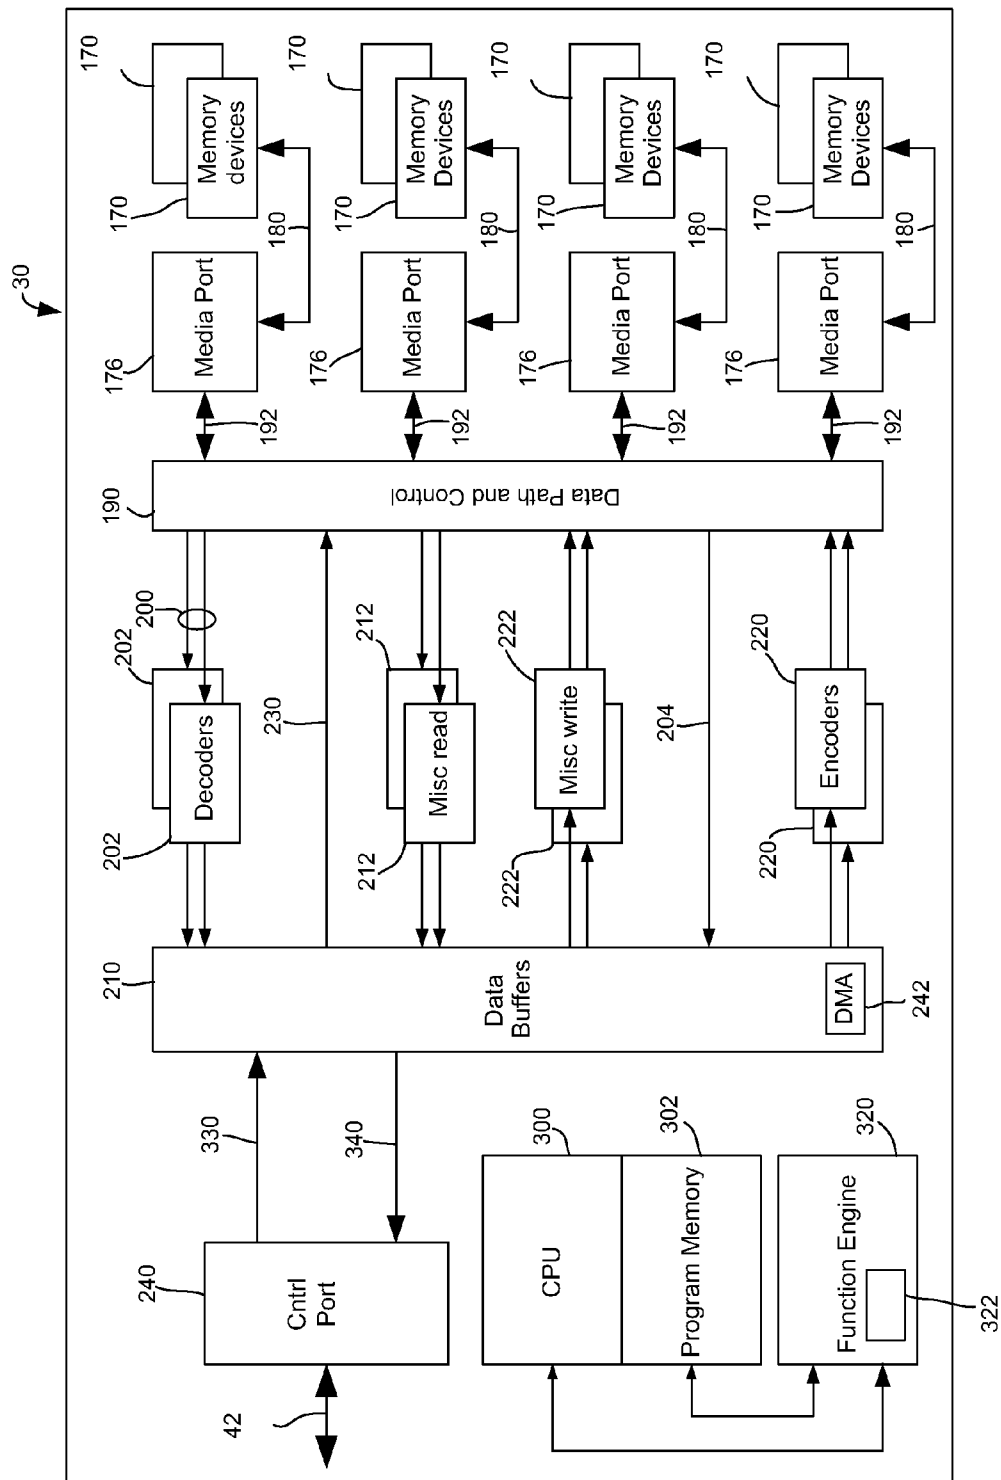 30
170
240
210
202
202
200
190
176
170
Decoders
Media Port
Memory
devices
42
330
230
192
180
170
Cntrl
Port
340
212
212
176
170
Misc read
Media Port
Memory
Devices
192
180
Data
Buffers
Data Path and Control
170
300
222
222
176
170
CPU
Misc write
Media Port
Memory
Devices
302
204
192
180
Program Memory
170
220
220
176
170
Function Engine
DMA
Encoders
Media Port
Memory
Devices
320
242
192
180
322